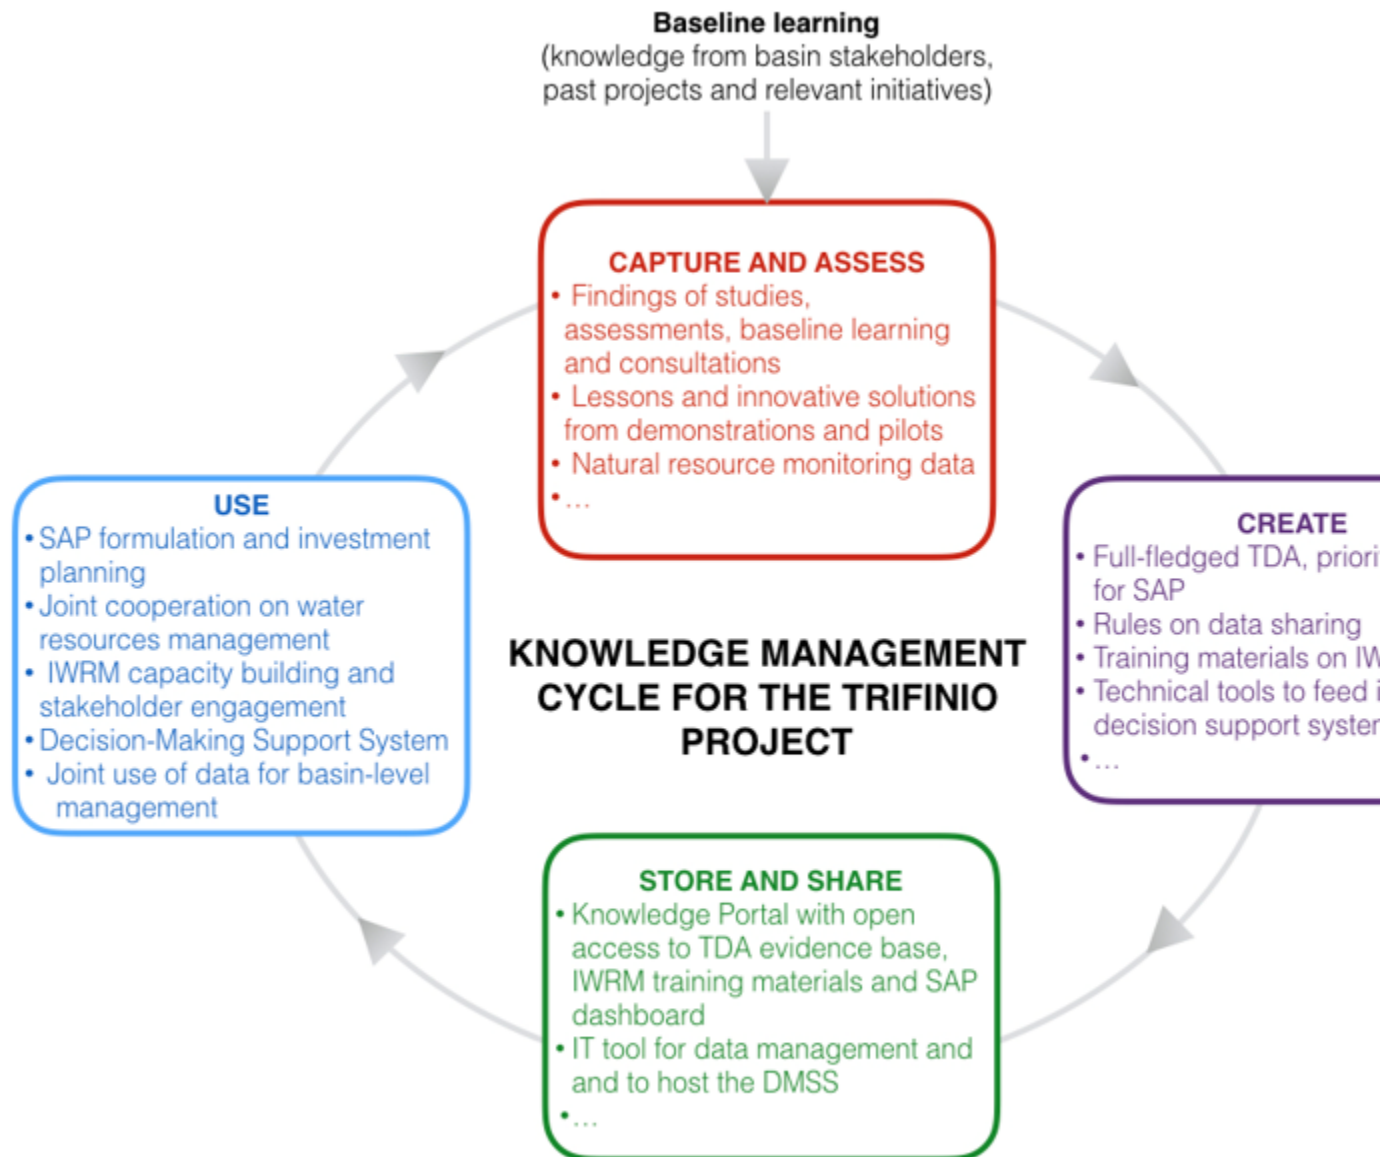 Baseline learning
(knowledge from basin stakeholders,
past projects and relevant initiatives)
CAPTURE AND ASSESS
• Findings of studies,
assessments, baseline learning
and consultations
• Lessons and innovative solutions
from demonstrations and pilots
• Natural resource monitoring data
• ...
USE
• SAP formulation and investment
planning
• Joint cooperation on water
resources management
• IWRM capacity building and
stakeholder engagement
• Decision-Making Support System
• Joint use of data for basin-level
management
KNOWLEDGE MANAGEMENT
CYCLE FOR THE TRIFINIO
PROJECT
CREATE
• Full-fledged TDA,
for SAP
• Rules on data sharing
• Training materials on
• Technical tools to feed
decision support
• ...
STORE AND SHARE
• Knowledge Portal with open
access to TDA evidence base,
IWRM training materials and SAP
dashboard
• IT tool for data management and
and to host the DMSS
• ...